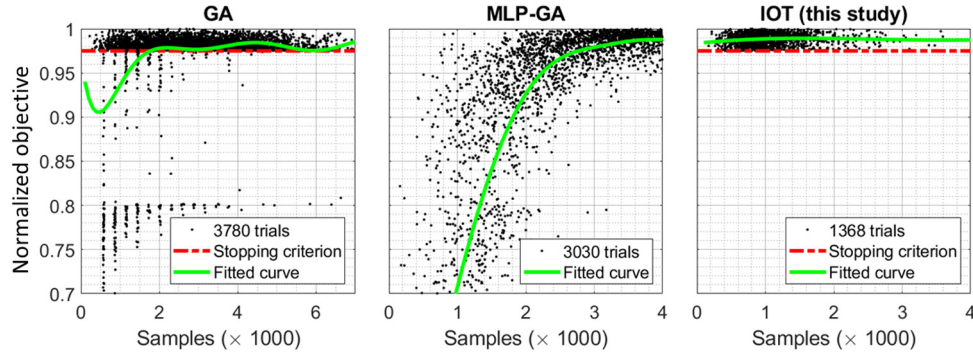 GA
MLP-GA
IOT (this study)
Normalized objective
1
0.95
0.9
0.85
0.8
0.75
0.7
3780 trials
Stopping criterion
Fitted curve
0 2 4 6
Samples (× 1000)
3030 trials
Fitted curve
0 1 2 3 4
Samples (× 1000)
1368 trials
Stopping criterion
Fitted curve
0 1 2 3 4
Samples (× 1000)